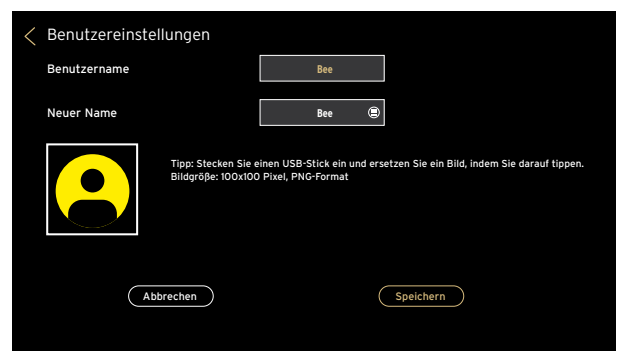 Benutzereinstellungen
Benutzername
Bee
Neuer Name
Bee
Tipp: Stecken Sie einen USB-Stick ein und ersetzen Sie ein Bild, indem Sie darauf tippen.
Bildgröße: 100x100 Pixel, PNG-Format
Abbrechen
Speichern